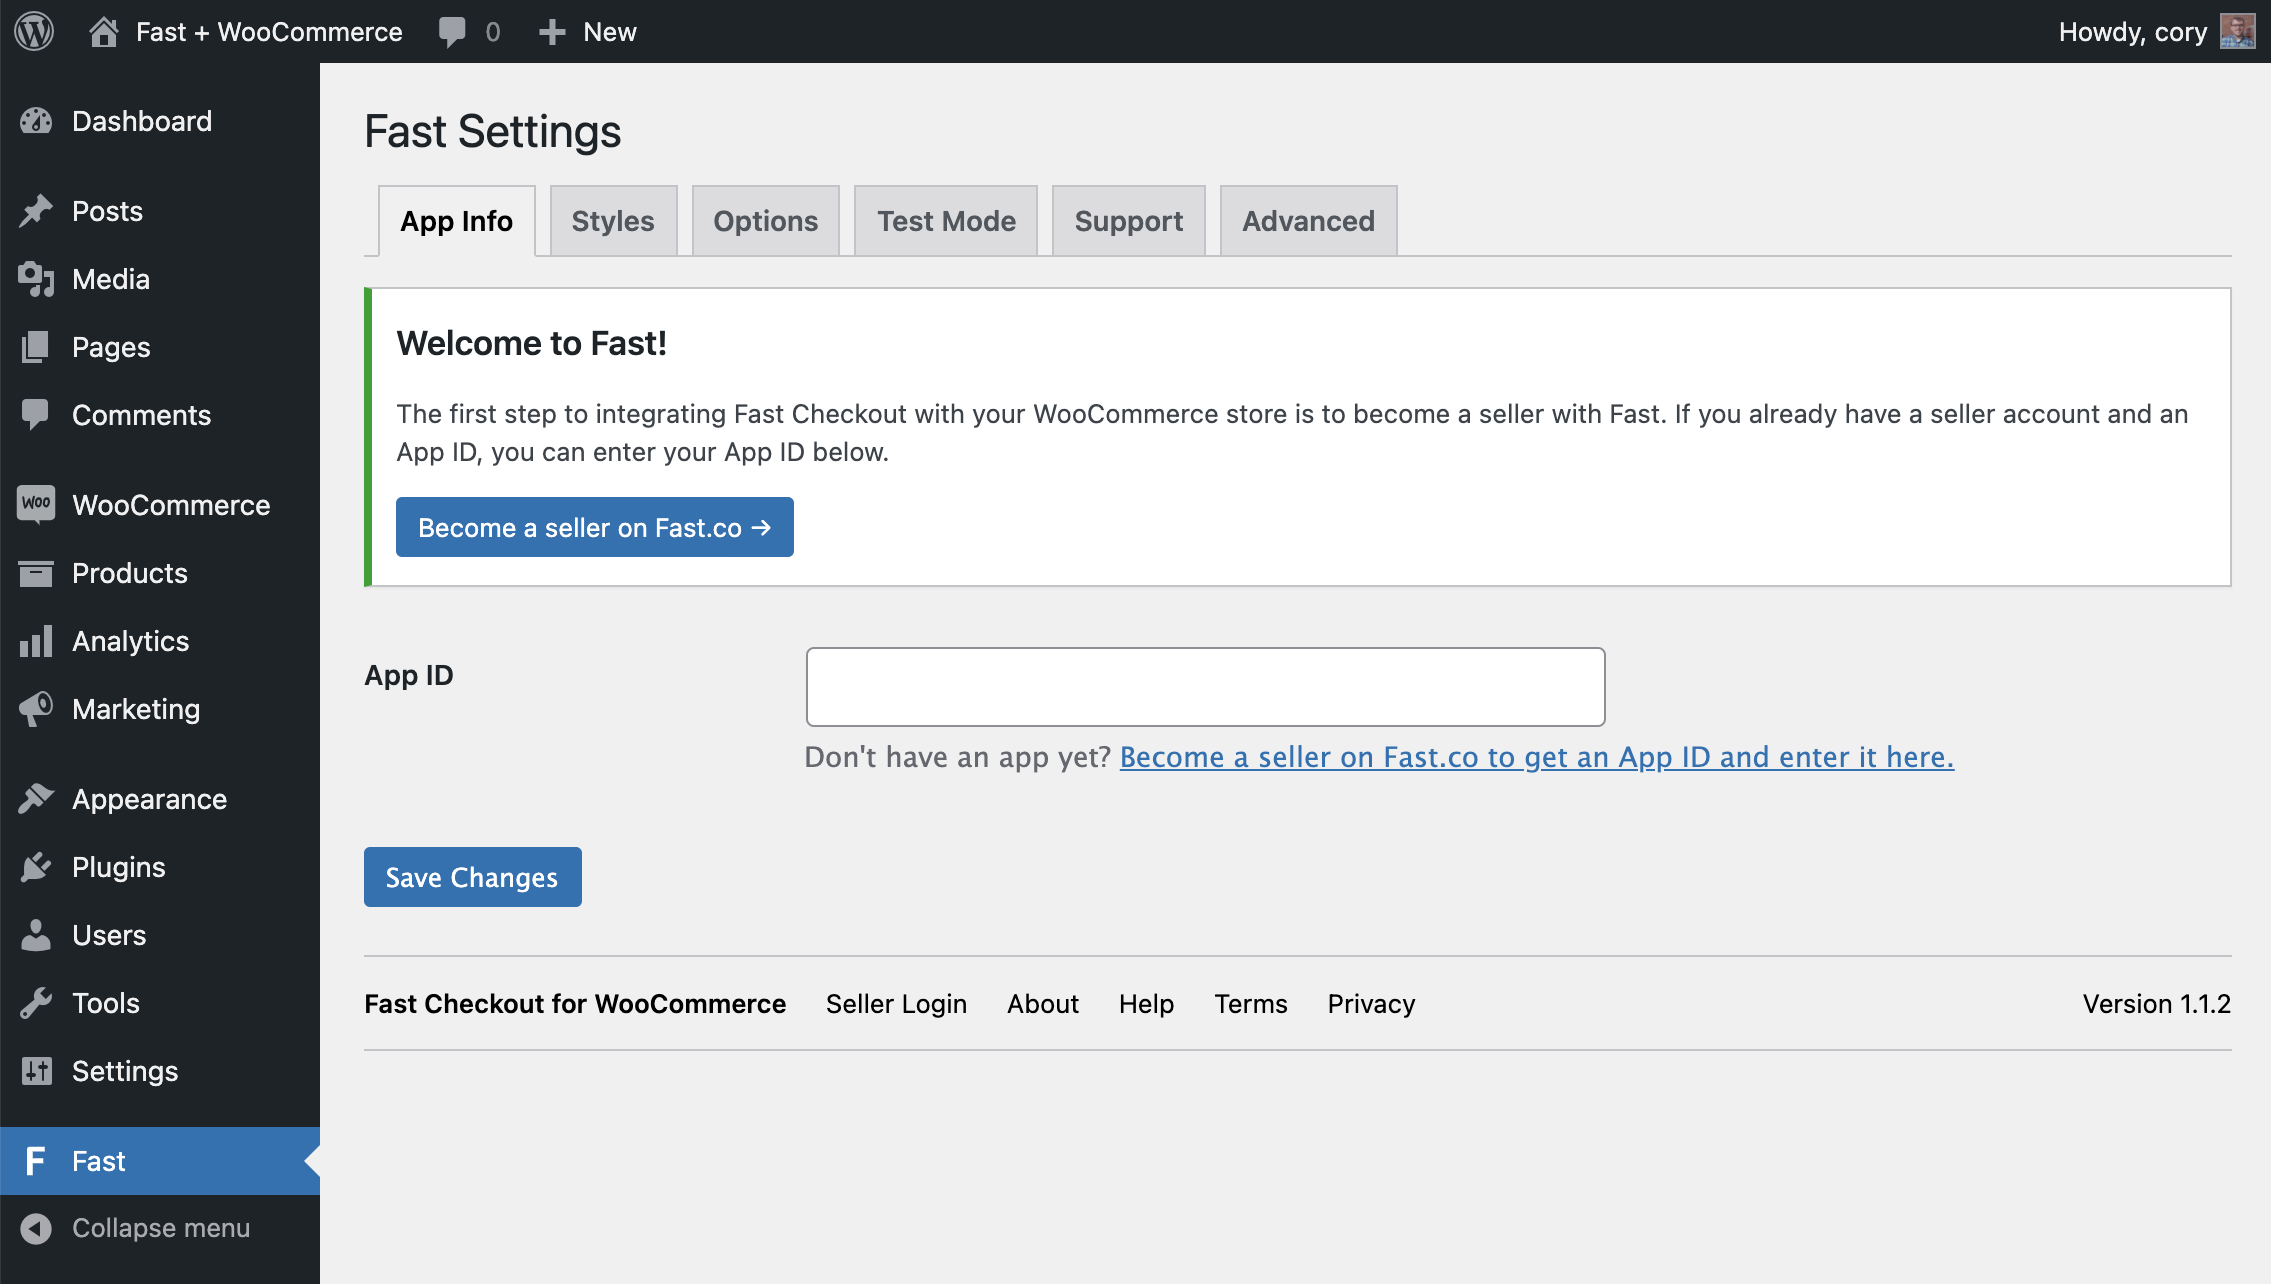 Fast + WooCommerce 0 New Howdy, cory
Dashboard
Posts
Media
Pages
Comments
Woo WooCommerce
Products
Analytics
Marketing
Appearance
Plugins
Users
Tools
Settings
F Fast
Collapse menu
Fast Settings
App Info Styles Options Test Mode Support Advanced
Welcome to Fast!
The first step to integrating Fast Checkout with your WooCommerce store is to become a seller with Fast. If you already have a seller account and an
App ID, you can enter your App ID below.
Become a seller on Fast.co →
App ID
Don't have an app yet? Become a seller on Fast.co to get an App ID and enter it here.
Save Changes
Fast Checkout for WooCommerce Seller Login About Help Terms Privacy Version 1.1.2